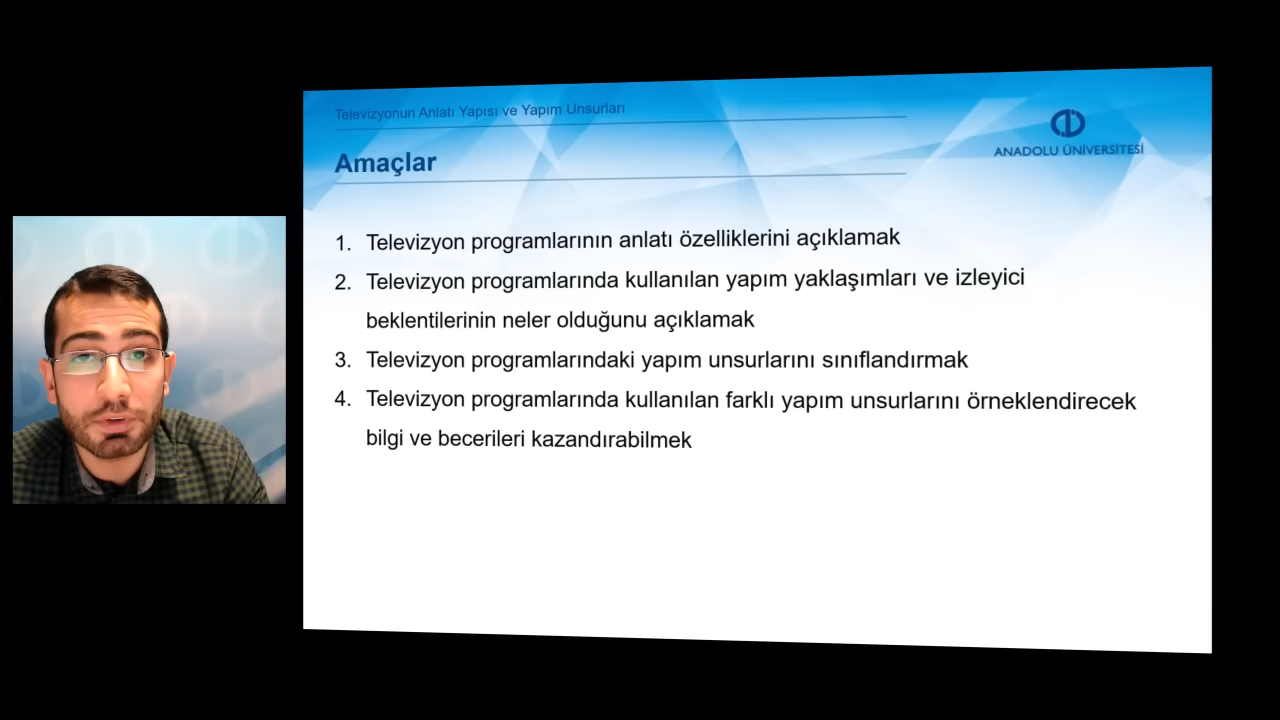 Televizyonun Anlatı Yapısı ve Yapım Unsurları
ANADOLU ÜNİVERSİTESİ
Amaçlar
1. Televizyon programlarının anlatı özelliklerini açıklamak
2. Televizyon programlarında kullanılan yapım yaklaşımları ve izleyici
beklentilerinin neler olduğunu açıklamak
3. Televizyon programlarındaki yapım unsurlarını sınıflandırmak
4. Televizyon programlarında kullanılan farklı yapım unsurlarını örneklendirecek
bilgi ve becerileri kazandırabilmek